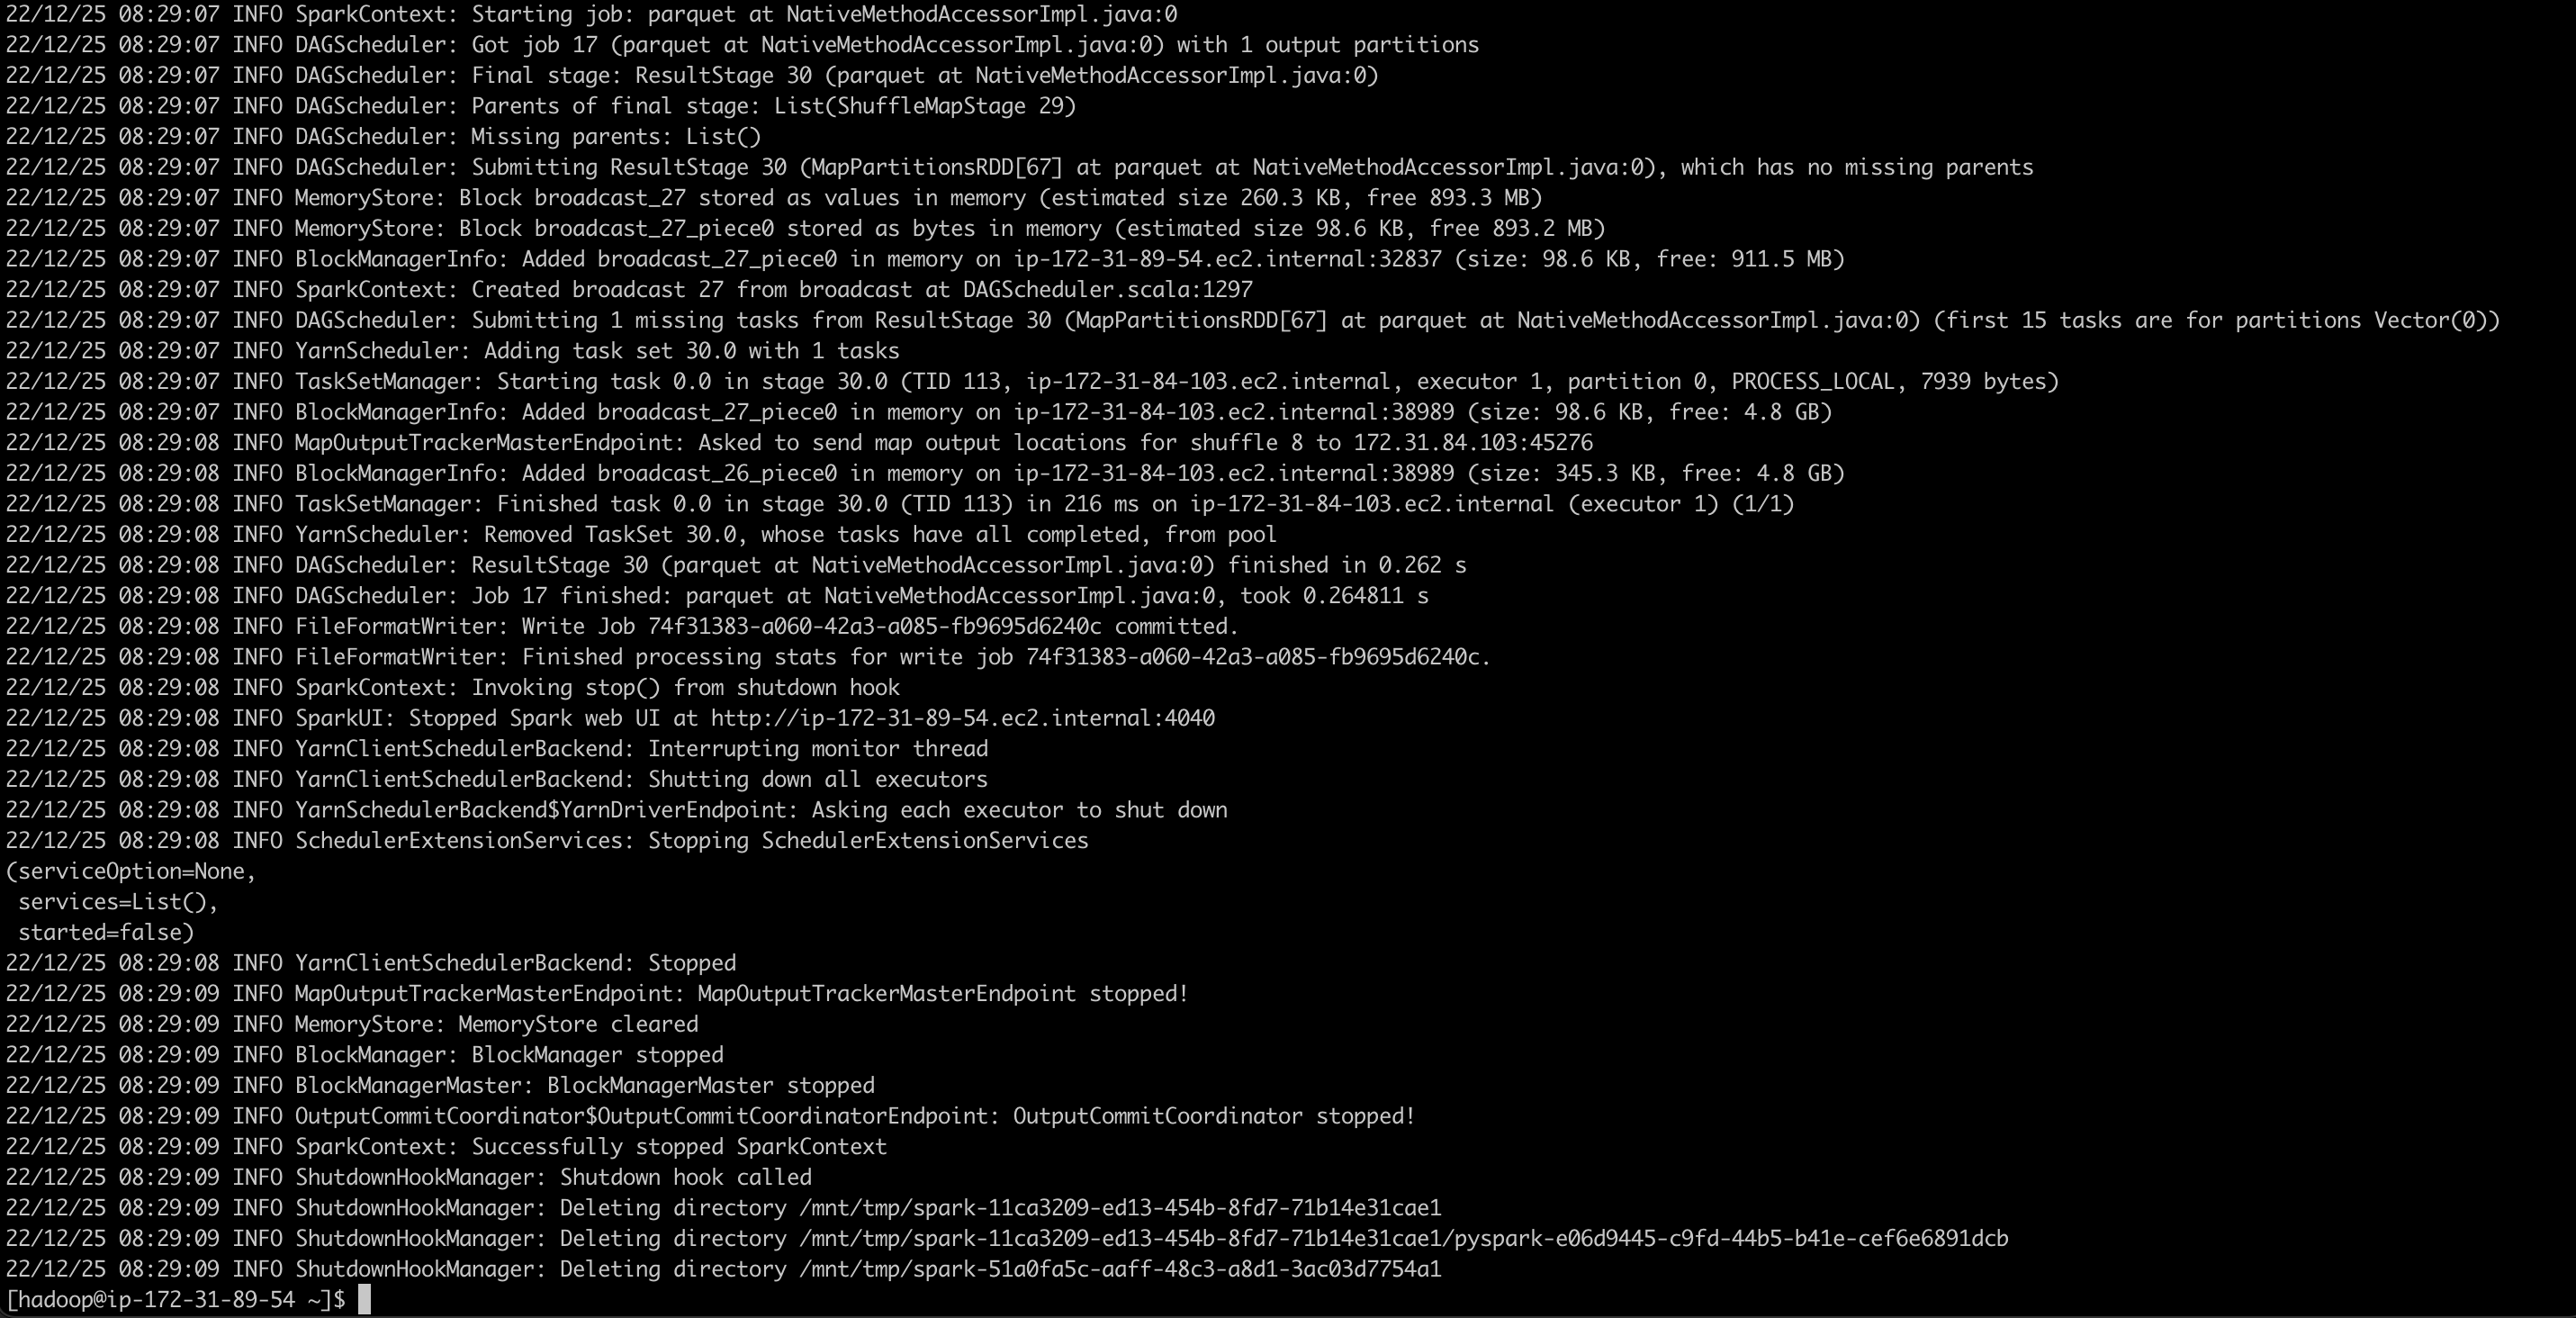 22/12/25 08:29:07 INFO SparkContext: Starting job: parquet at NativeMethodAccessorImpl.java:0
22/12/25 08:29:07 INFO DAGScheduler: Got job 17 (parquet at NativeMethodAccessorImpl.java:0) with 1 output partitions
22/12/25 08:29:07 INFO DAGScheduler: Final stage: ResultStage 30 (parquet at NativeMethodAccessorImpl.java:0)
22/12/25 08:29:07 INFO DAGScheduler: Parents of final stage: List(ShuffleMapStage 29)
22/12/25 08:29:07 INFO DAGScheduler: Missing parents: List()
22/12/25 08:29:07 INFO DAGScheduler: Submitting ResultStage 30 (MapPartitionsRDD[67] at parquet at NativeMethodAccessorImpl.java:0), which has no missing parents
22/12/25 08:29:07 INFO MemoryStore: Block broadcast_27 stored as values in memory (estimated size 260.3 KB, free 893.3 MB)
22/12/25 08:29:07 INFO MemoryStore: Block broadcast_27_piece0 stored as bytes in memory (estimated size 98.6 KB, free 893.2 MB)
22/12/25 08:29:07 INFO BlockManagerInfo: Added broadcast_27_piece0 in memory on ip-172-31-89-54.ec2.internal:32837 (size: 98.6 KB, free: 911.5 MB)
22/12/25 08:29:07 INFO SparkContext: Created broadcast 27 from broadcast at DAGScheduler.scala:1297
22/12/25 08:29:07 INFO DAGScheduler: Submitting 1 missing tasks from ResultStage 30 (MapPartitionsRDD[67] at parquet at NativeMethodAccessorImpl.java:0) (first 15 tasks are for partitions Vector(0))
22/12/25 08:29:07 INFO YarnScheduler: Adding task set 30.0 with 1 tasks
22/12/25 08:29:07 INFO TaskSetManager: Starting task 0.0 in stage 30.0 (TID 113, ip-172-31-84-103.ec2.internal, executor 1, partition 0, PROCESS_LOCAL, 7939 bytes)
22/12/25 08:29:07 INFO BlockManagerInfo: Added broadcast_27_piece0 in memory on ip-172-31-84-103.ec2.internal:38989 (size: 98.6 KB, free: 4.8 GB)
22/12/25 08:29:08 INFO MapOutputTrackerMasterEndpoint: Asked to send map output locations for shuffle 8 to 172.31.84.103:45276
22/12/25 08:29:08 INFO BlockManagerInfo: Added broadcast_26_piece0 in memory on ip-172-31-84-103.ec2.internal:38989 (size: 345.3 KB, free: 4.8 GB)
22/12/25 08:29:08 INFO TaskSetManager: Finished task 0.0 in stage 30.0 (TID 113) in 216 ms on ip-172-31-84-103.ec2.internal (executor 1) (1/1)
22/12/25 08:29:08 INFO YarnScheduler: Removed TaskSet 30.0, whose tasks have all completed, from pool
22/12/25 08:29:08 INFO DAGScheduler: ResultStage 30 (parquet at NativeMethodAccessorImpl.java:0) finished in 0.262 s
22/12/25 08:29:08 INFO DAGScheduler: Job 17 finished: parquet at NativeMethodAccessorImpl.java:0, took 0.264811 s
22/12/25 08:29:08 INFO FileFormatWriter: Write Job 74f31383-a060-42a3-a085-fb9695d6240c committed.
22/12/25 08:29:08 INFO FileFormatWriter: Finished processing stats for write job 74f31383-a060-42a3-a085-fb9695d6240c.
22/12/25 08:29:08 INFO SparkContext: Invoking stop() from shutdown hook
22/12/25 08:29:08 INFO SparkUI: Stopped Spark web UI at http://ip-172-31-89-54.ec2.internal:4040
22/12/25 08:29:08 INFO YarnClientSchedulerBackend: Interrupting monitor thread
22/12/25 08:29:08 INFO YarnClientSchedulerBackend: Shutting down all executors
22/12/25 08:29:08 INFO YarnSchedulerBackend$YarnDriverEndpoint: Asking each executor to shut down
22/12/25 08:29:08 INFO SchedulerExtensionServices: Stopping SchedulerExtensionServices
(serviceOption=None,
 services=List(),
 started=false)
22/12/25 08:29:08 INFO YarnClientSchedulerBackend: Stopped
22/12/25 08:29:09 INFO MapOutputTrackerMasterEndpoint: MapOutputTrackerMasterEndpoint stopped!
22/12/25 08:29:09 INFO MemoryStore: MemoryStore cleared
22/12/25 08:29:09 INFO BlockManager: BlockManager stopped
22/12/25 08:29:09 INFO BlockManagerMaster: BlockManagerMaster stopped
22/12/25 08:29:09 INFO OutputCommitCoordinator$OutputCommitCoordinatorEndpoint: OutputCommitCoordinator stopped!
22/12/25 08:29:09 INFO SparkContext: Successfully stopped SparkContext
22/12/25 08:29:09 INFO ShutdownHookManager: Shutdown hook called
22/12/25 08:29:09 INFO ShutdownHookManager: Deleting directory /mnt/tmp/spark-11ca3209-ed13-454b-8fd7-71b14e31cae1
22/12/25 08:29:09 INFO ShutdownHookManager: Deleting directory /mnt/tmp/spark-11ca3209-ed13-454b-8fd7-71b14e31cae1/pyspark-e06d9445-c9fd-44b5-b41e-cef6e6891dcb
22/12/25 08:29:09 INFO ShutdownHookManager: Deleting directory /mnt/tmp/spark-51a0fa5c-aaff-48c3-a8d1-3ac03d7754a1
[hadoop@ip-172-31-89-54 ~]$